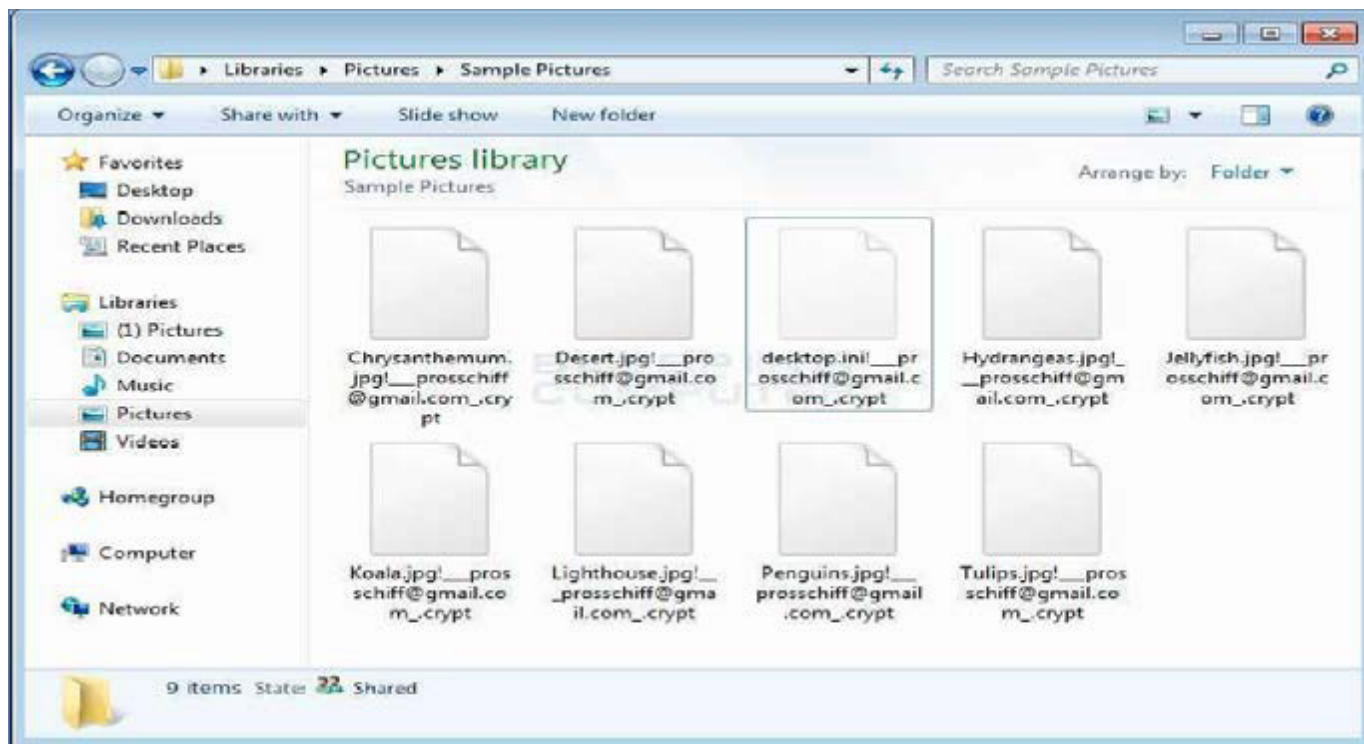 Libraries ▸ Pictures ▸ Sample Pictures
Search Sample Pictures
Organize Share with Slide show New folder
Favorites
Desktop
Downloads
Recent Places
Libraries
(1) Pictures
Documents
Music
Pictures
Videos
Homegroup
Computer
Network
Pictures library
Sample Pictures
Arrange by: Folder
Chrysanthemum.
jpg!___prosschiff
@gmail.com_.cry
pt
Desert.jpg!___pro
sschiff@gmail.co
m_.crypt
desktop.ini!___pr
osschiff@gmail.c
om_.crypt
Hydrangeas.jpg!_
__prosschiff@gm
ail.com_.crypt
Jellyfish.jpg!___pr
osschiff@gmail.c
om_.crypt
Koala.jpg!___pros
schiff@gmail.co
m_.crypt
Lighthouse.jpg!__
_prosschiff@gma
il.com_.crypt
Penguins.jpg!___
prosschiff@gmail
.com_.crypt
Tulips.jpg!___pros
schiff@gmail.co
m_.crypt
9 items State: Shared